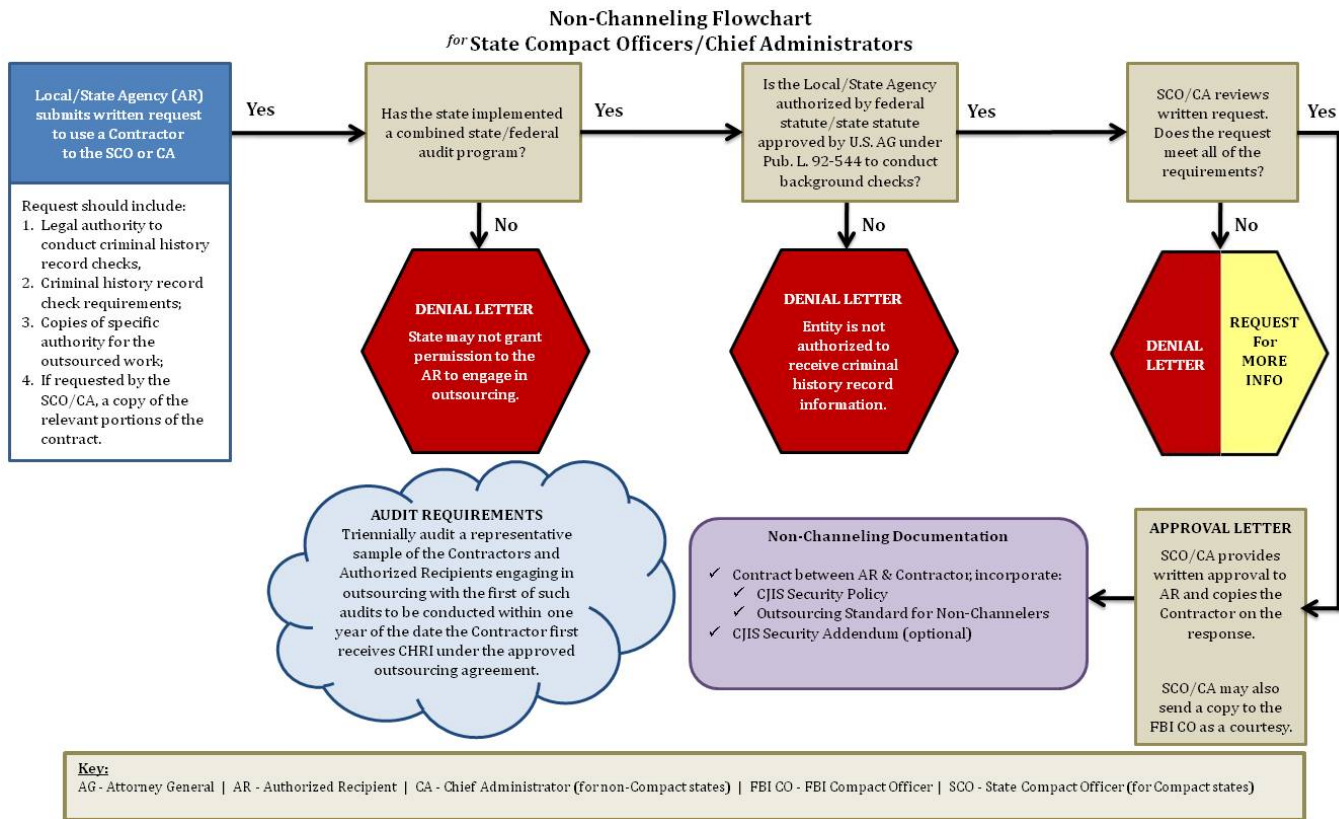 Non-Channeling Flowchart
for State Compact Officers/Chief Administrators
Local/State Agency (AR)
submits written request
to use a Contractor
to the SCO or CA
Request should include:
1. Legal authority to
conduct criminal history
record checks,
2. Criminal history record
check requirements;
3. Copies of specific
authority for the
outsourced work;
4. If requested by the
SCO/CA, a copy of the
relevant portions of the
contract.
Yes
Has the state implemented
a combined state/federal
audit program?
No
DENIAL LETTER
State may not grant
permission to the
AR to engage in
outsourcing.
Yes
Is the Local/State Agency
authorized by federal
statute/state statute
approved by U.S. AG under
Pub. L. 92-544 to conduct
background checks?
No
DENIAL LETTER
Entity is not
authorized to
receive criminal
history record
information.
Yes
SCO/CA reviews
written request.
Does the request
meet all of the
requirements?
Yes
No
DENIAL
LETTER
REQUEST
For
MORE
INFO
AUDIT REQUIREMENTS
Triennially audit a representative
sample of the Contractors and
Authorized Recipients engaging in
outsourcing with the first of such
audits to be conducted within one
year of the date the Contractor first
receives CHRI under the approved
outsourcing agreement.
Non-Channeling Documentation
✓ Contract between AR & Contractor, incorporate:
✓ CJIS Security Policy
✓ Outsourcing Standard for Non-Channelers
✓ CJIS Security Addendum (optional)
APPROVAL LETTER
SCO/CA provides
written approval to
AR and copies the
Contractor on the
response.
SCO/CA may also
send a copy to the
FBI CO as a courtesy.
Key:
AG - Attorney General | AR - Authorized Recipient | CA - Chief Administrator (for non-Compact states) | FBI CO - FBI Compact Officer | SCO - State Compact Officer (for Compact states)